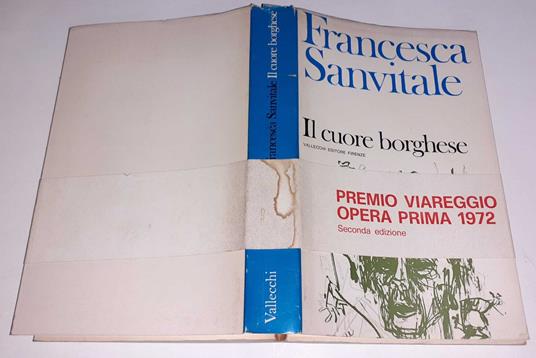 Francesca
Sanvitale
Il cuore borghese
VALLECCHI EDITORE FIRENZE
PREMIO VIAREGGIO
OPERA PRIMA 1972
Seconda edizione
Francesca Sanvitale Il cuore borghese
Vallecchi